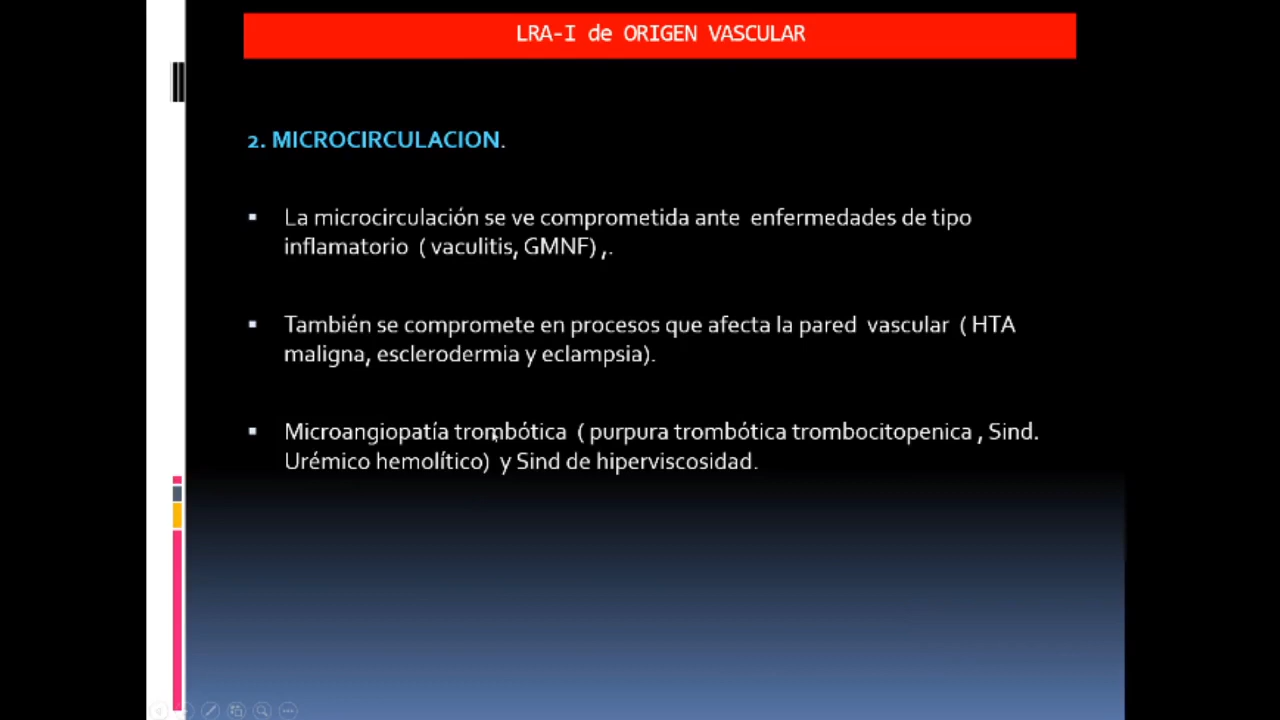 LRA-I de ORIGEN VASCULAR
2. MICROCIRCULACION.
▪ La microcirculación se ve comprometida ante enfermedades de tipo
inflamatorio ( vaculitis, GMNF) ,.
▪ También se compromete en procesos que afecta la pared vascular ( HTA
maligna, esclerodermia y eclampsia).
▪ Microangiopatía trombótica ( purpura trombótica trombocitopenica , Sind.
Urémico hemolítico) y Sind de hiperviscosidad.